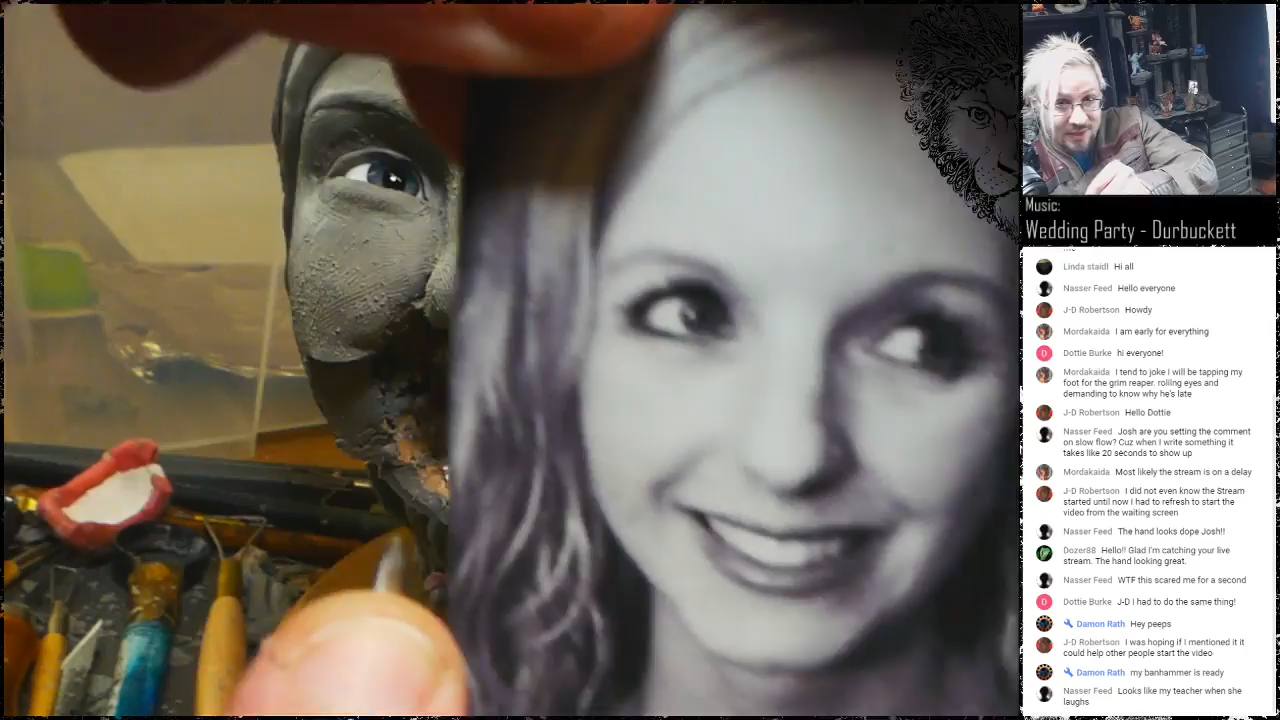 Music:
Wedding Party - Durbuckett
Linda staidl Hi all
Nasser Feed Hello everyone
J-D Robertson Howdy
Mordakaida I am early for everything
D Dottie Burke hi everyone!
Mordakaida I tend to joke I will be tapping my
foot for the grim reaper. rolling eyes and
demanding to know why he's late
J-D Robertson Hello Dottie
Nasser Feed Josh are you setting the comment
on slow flow? Cuz when I write something it
takes like 20 seconds to show up
Mordakaida Most likely the stream is on a delay
J-D Robertson I did not even know the Stream
started until now I had to refresh to start the
video from the waiting screen
Nasser Feed The hand looks dope Josh!!
Dozer88 Hello!! Glad I'm catching your live
stream. The hand looking great.
Nasser Feed WTF this scared me for a second
D Dottie Burke J-D I had to do the same thing!
Damon Rath Hey peeps
J-D Robertson I was hoping if I mentioned it it
could help other people start the video
Damon Rath my banhammer is ready
Nasser Feed Looks like my teacher when she
laughs